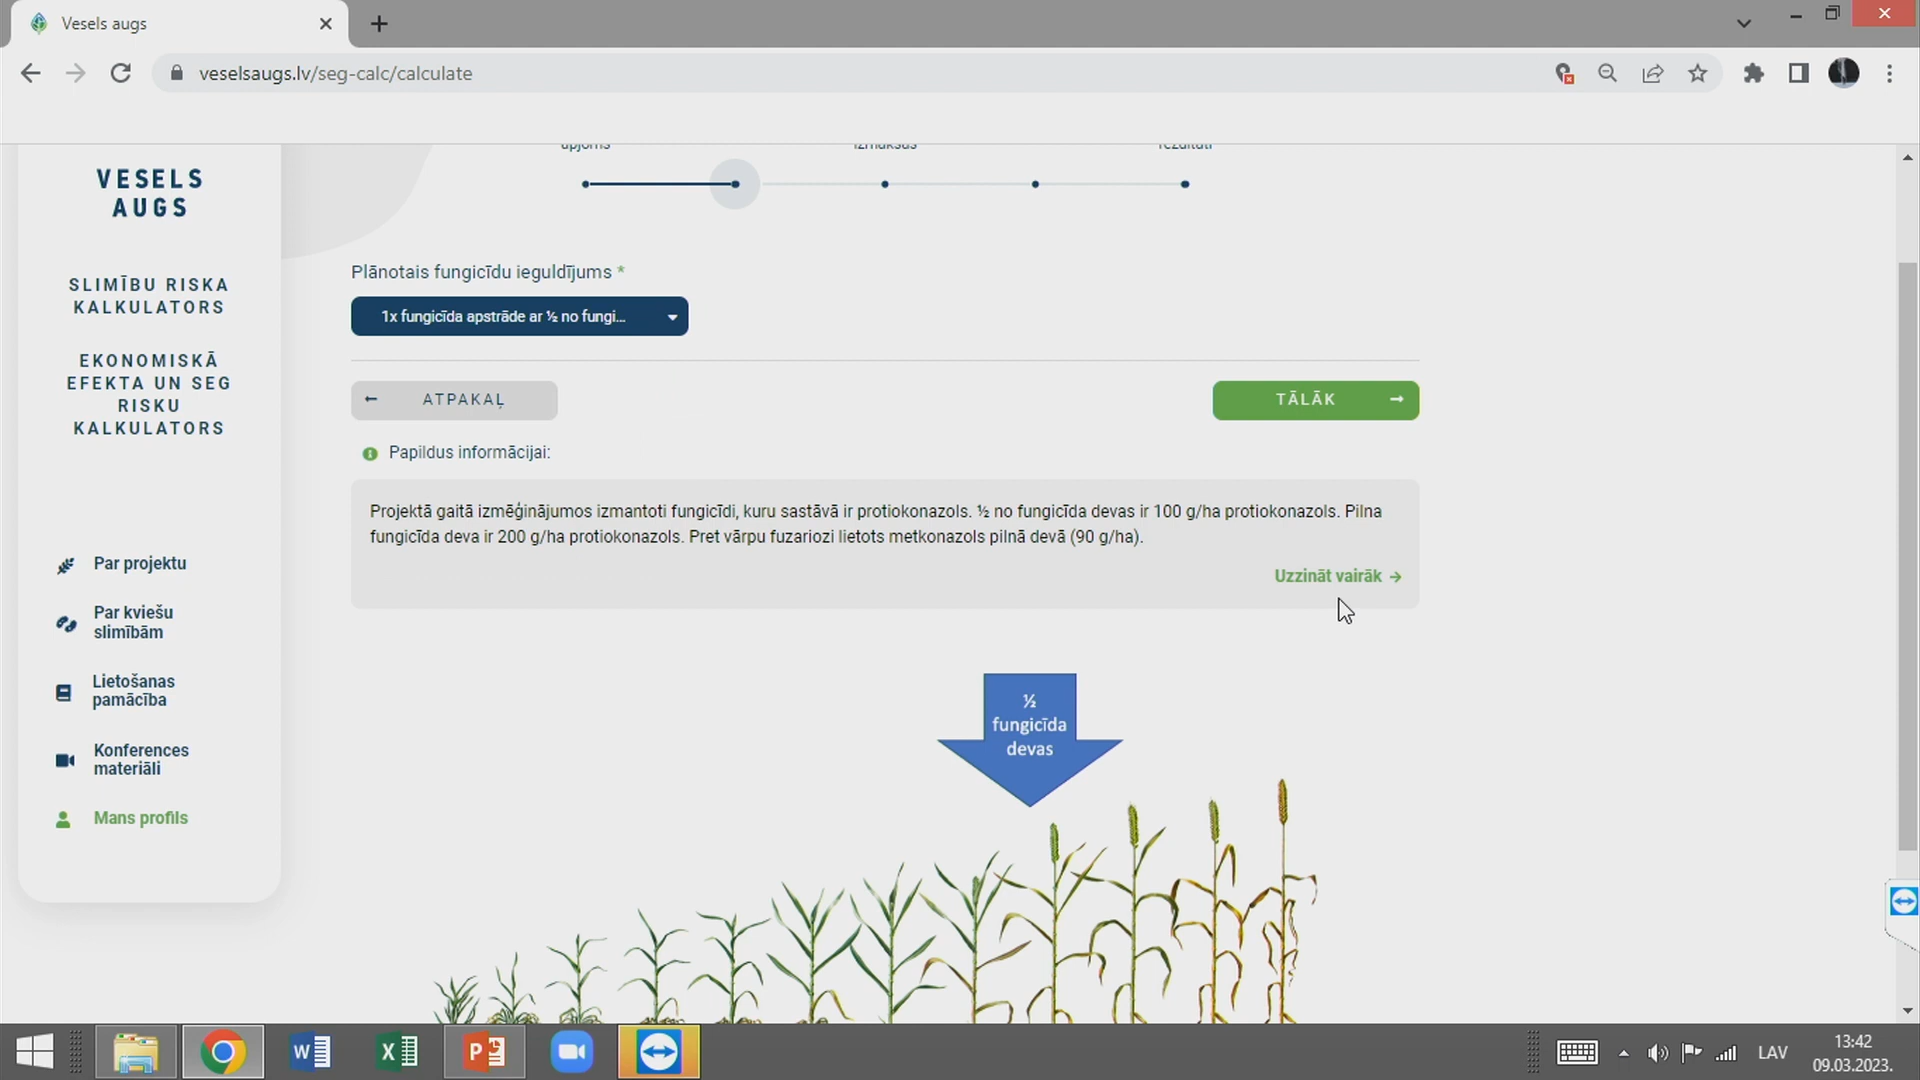 Vesels augs
veselsaugs.lv/seg-calc/calculate
apjoms
izmaksas
rezultāti
VESELS
AUGS
SLIMĪBU RISKA
KALKULATORS
EKONOMISKĀ
EFEKTA UN SEG
RISKU
KALKULATORS
Par projektu
Par kviešu
slimībām
Lietošanas
pamācība
Konferences
materiāli
Mans profils
Plānotais fungicīdu ieguldījums *
1x fungicīda apstrāde ar ½ no fungi...
ATPAKAĻ
TĀLĀK
Papildus informācijai:
Projektā gaitā izmēģinājumos izmantoti fungicīdi, kuru sastāvā ir protiokonazols. ½ no fungicīda devas ir 100 g/ha protiokonazols. Pilna
fungicīda deva ir 200 g/ha protiokonazols. Pret vārpu fuzariozi lietots metkonazols pilnā devā (90 g/ha).
Uzzināt vairāk
½
fungicīda
devas
LAV
13:42
09.03.2023.